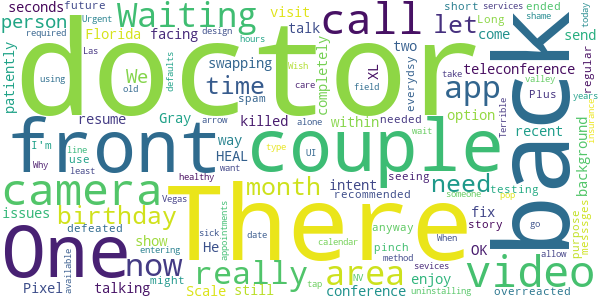 seconds future Waiting call short services ended today
person Urgent visit let Long shame
required Florida facing talk come send
patiently design hours two
doctor back
Las swapping completely everydsy XL teleconference valley
We time app Plus regular
using old defaults spam Wish care field take years
front couple
resume Gray killed within needed option recent
I'm arrow alone UI wait terrible insurance
Why line use way HEAL want seeing background
least type someone
camera There need testing
healthy month intent recommended pop
issues birthday defeated Vegas sick He anyway story fix purpose messsges
show entering appointments date calendar pinch OK go
One now really area video
When method sevices allow
Pixel available might Scale still NV enjoy
talking tap conference uninstalling overreacted